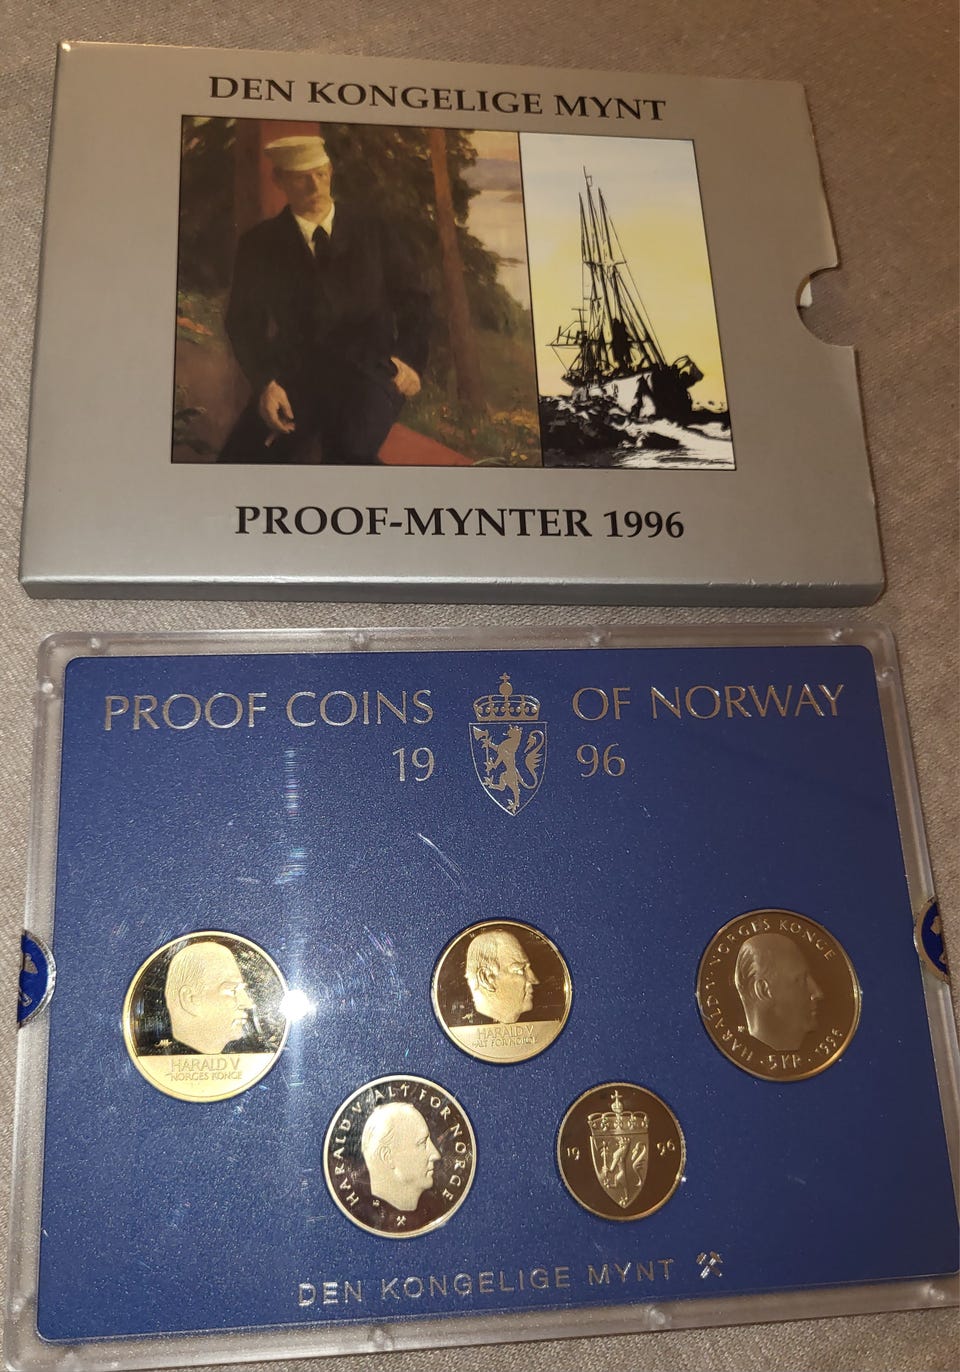 DEN KONGELIGE MYNT
PROOF-MYNTER 1996
PROOF COINS OF NORWAY
19 96
HARALD V
NORGES KONGE
HARALD V
ALT FOR NORGE
HARALD V · NORGES KONGE
· 5 KR · 1996
HARALD V ALT FOR NORGE
19 96
DEN KONGELIGE MYNT